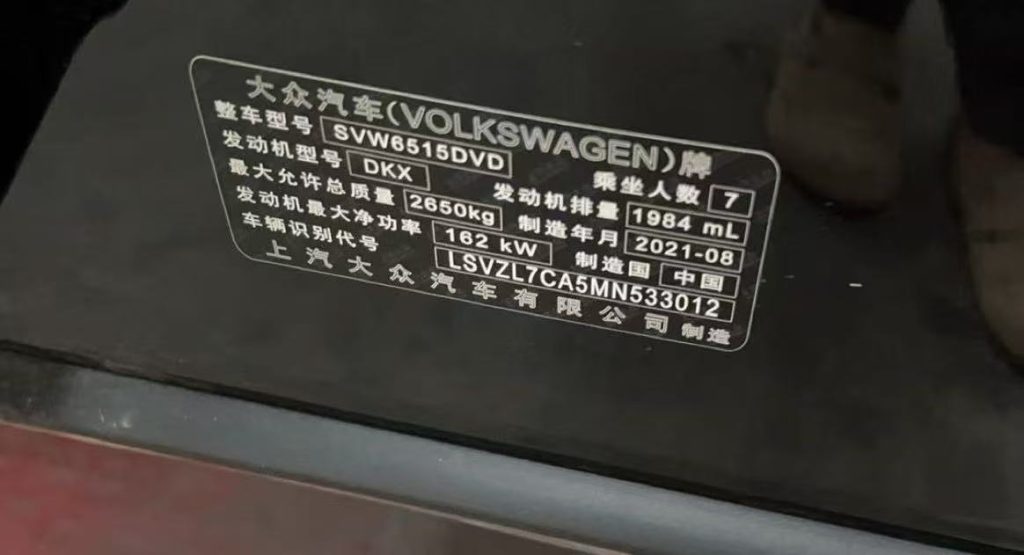 大众汽车(VOLKSWAGEN)牌
整车型号 SVW6515DVD 乘坐人数 7
发动机型号 DKX 发动机排量 1984 mL
最大允许总质量 2650kg 制造年月 2021-08
发动机最大净功率 162 kW 制造国 中国
车辆识别代号 LSVZL7CA5MN533012
上汽大众汽车有限公司制造